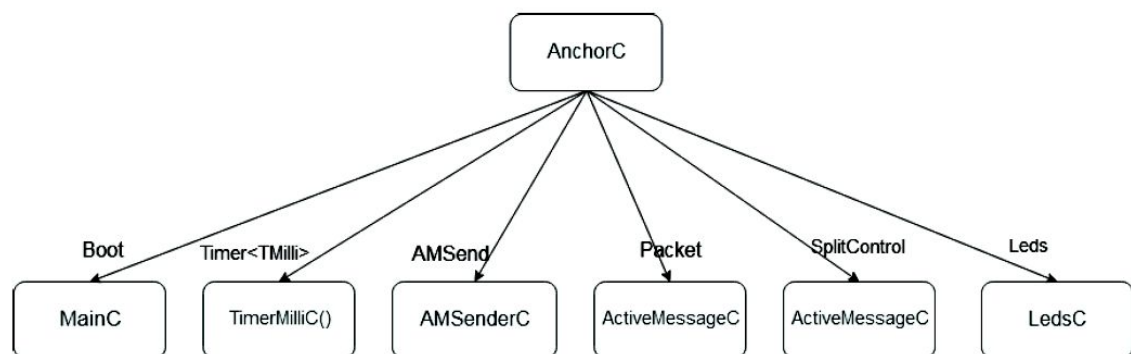 AnchorC
Boot
Timer<TMilli>
AMSend
Packet
SplitControl
Leds
MainC
TimerMilliC()
AMSenderC
ActiveMessageC
ActiveMessageC
LedsC